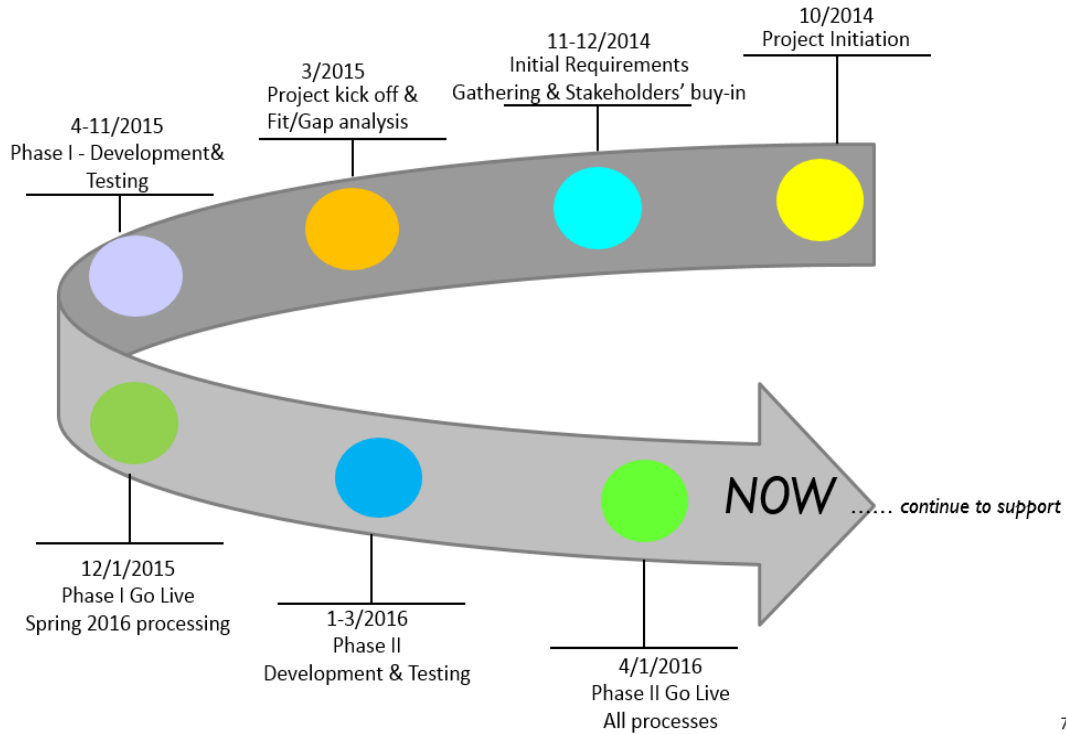 10/2014
Project Initiation
11-12/2014
Initial Requirements
Gathering & Stakeholders' buy-in
3/2015
Project kick off &
Fit/Gap analysis
4-11/2015
Phase I - Development&
Testing
12/1/2015
Phase I Go Live
Spring 2016 processing
1-3/2016
Phase II
Development & Testing
4/1/2016
Phase II Go Live
All processes
NOW ...... continue to support
7